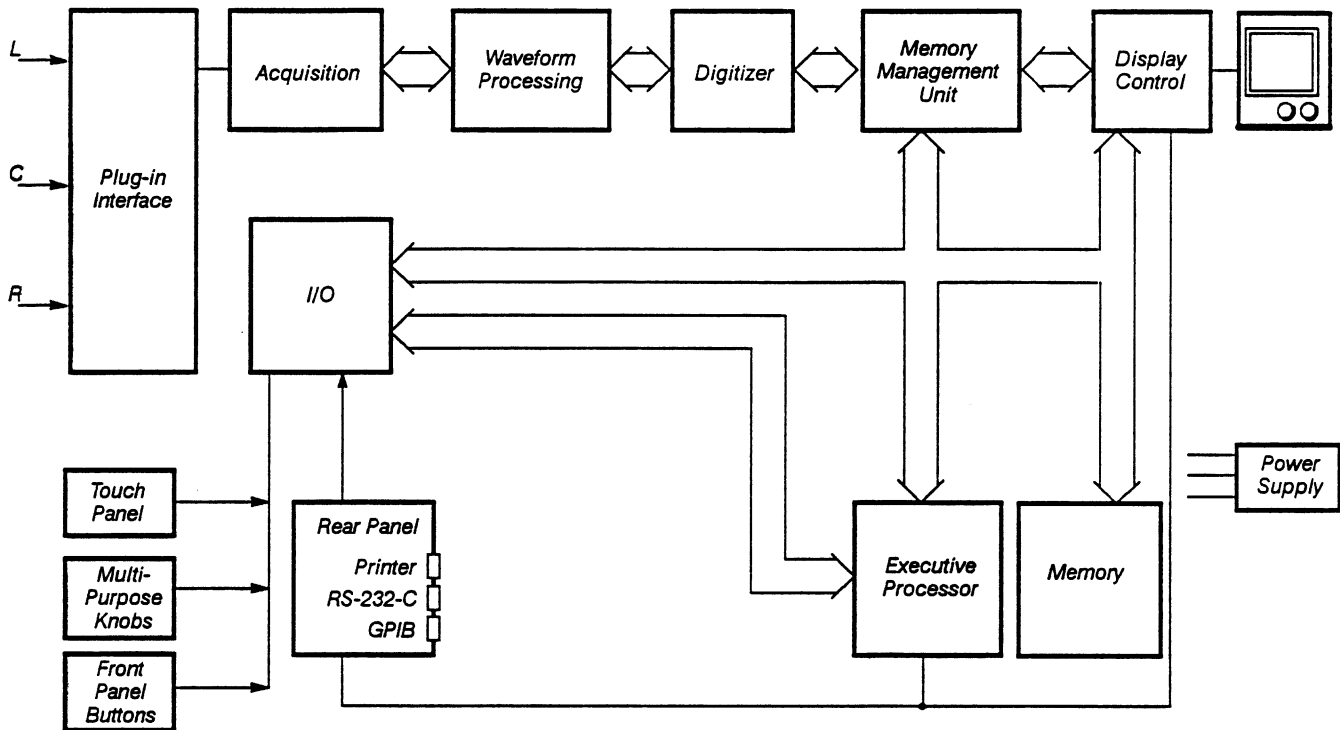 L
C
R
Plug-in
Interface
Acquisition
Waveform
Processing
Digitizer
Memory
Management
Unit
Display
Control
I/O
Touch
Panel
Multi-
Purpose
Knobs
Front
Panel
Buttons
Rear Panel
Printer
RS-232-C
GPIB
Executive
Processor
Memory
Power
Supply